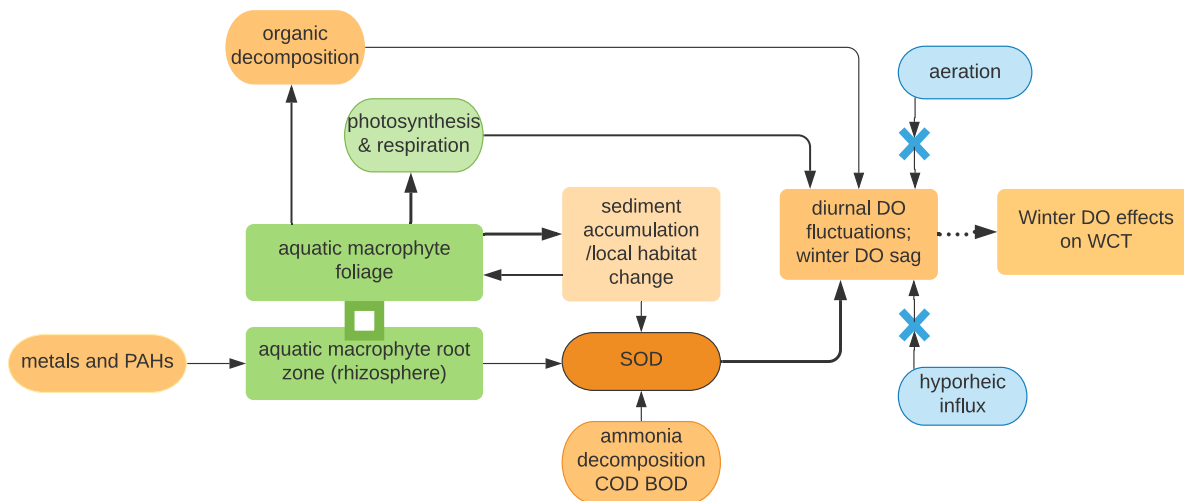 organic
decomposition
aeration
photosynthesis
& respiration
sediment
accumulation
/local habitat
change
diurnal DO
fluctuations;
winter DO sag
Winter DO effects
on WCT
aquatic macrophyte
foliage
metals and PAHs
aquatic macrophyte root
zone (rhizosphere)
SOD
hyporheic
influx
ammonia
decomposition
COD BOD